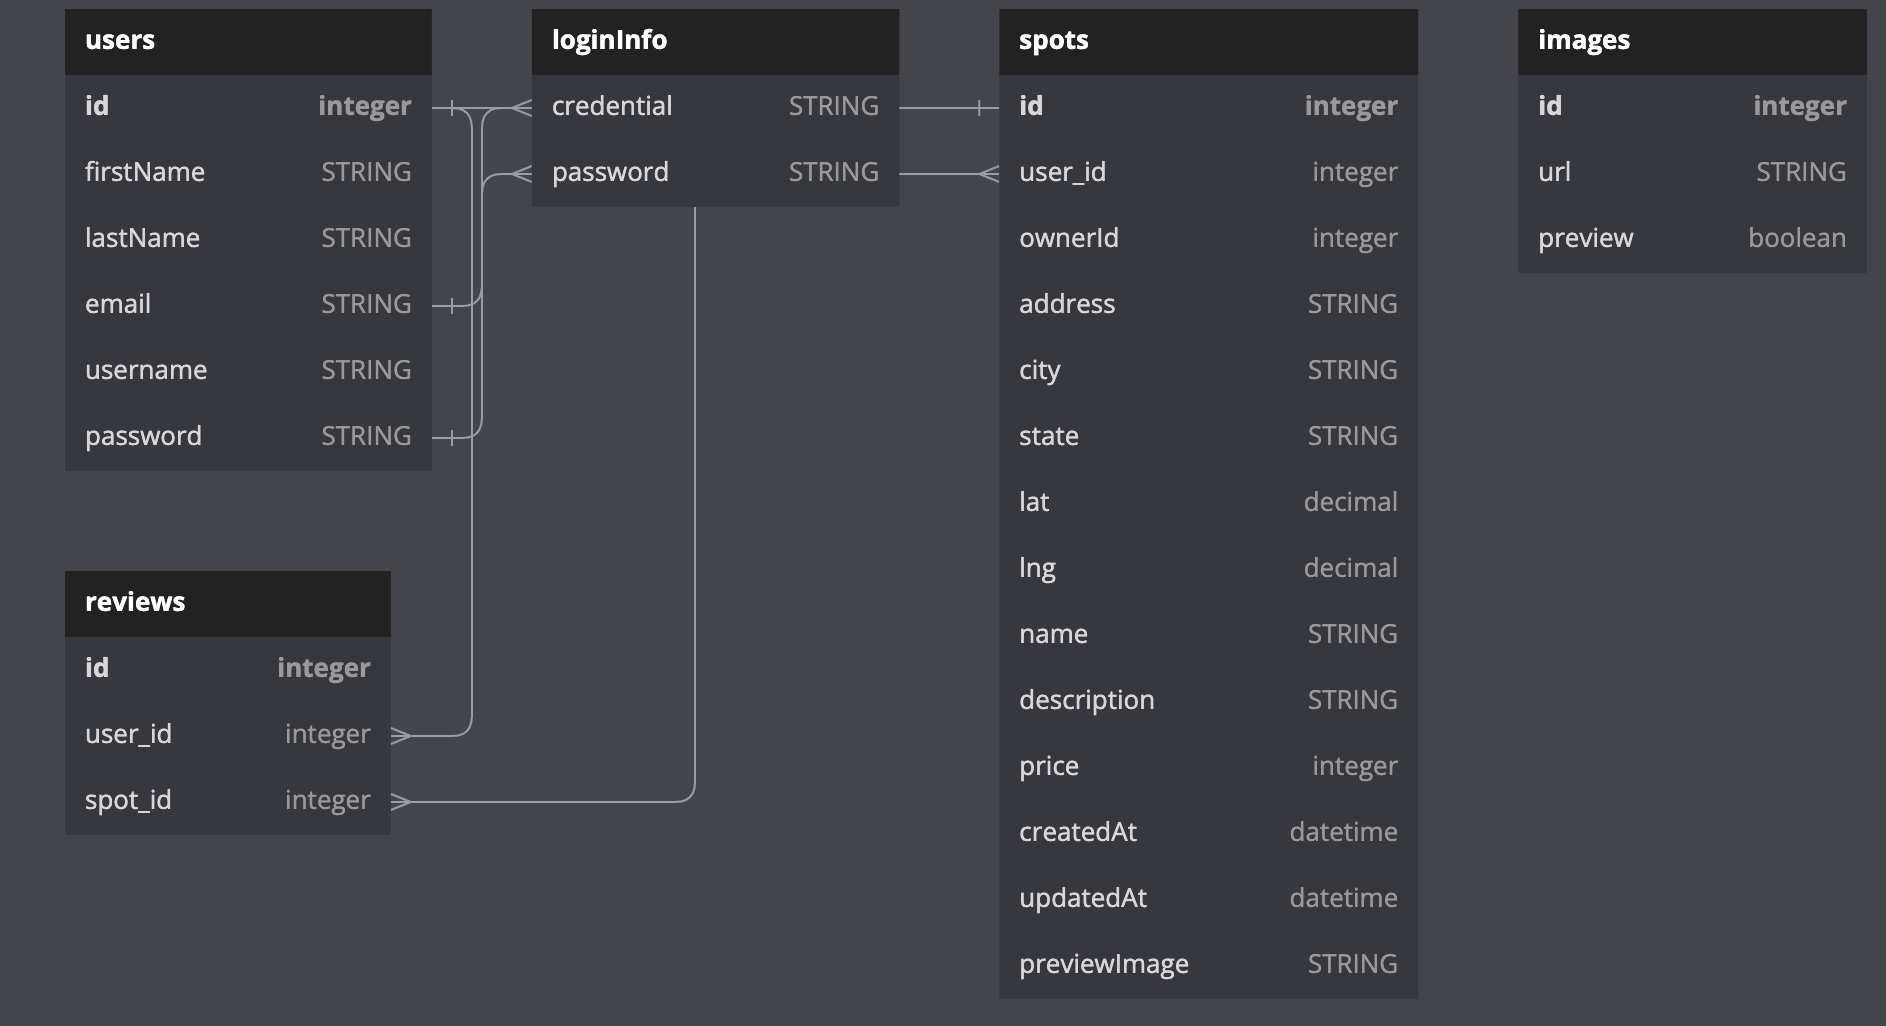 users
id integer
firstName STRING
lastName STRING
email STRING
username STRING
password STRING
loginInfo
credential STRING
password STRING
spots
id integer
user_id integer
ownerId integer
address STRING
city STRING
state STRING
lat decimal
lng decimal
name STRING
description STRING
price integer
createdAt datetime
updatedAt datetime
previewImage STRING
images
id integer
url STRING
preview boolean
reviews
id integer
user_id integer
spot_id integer